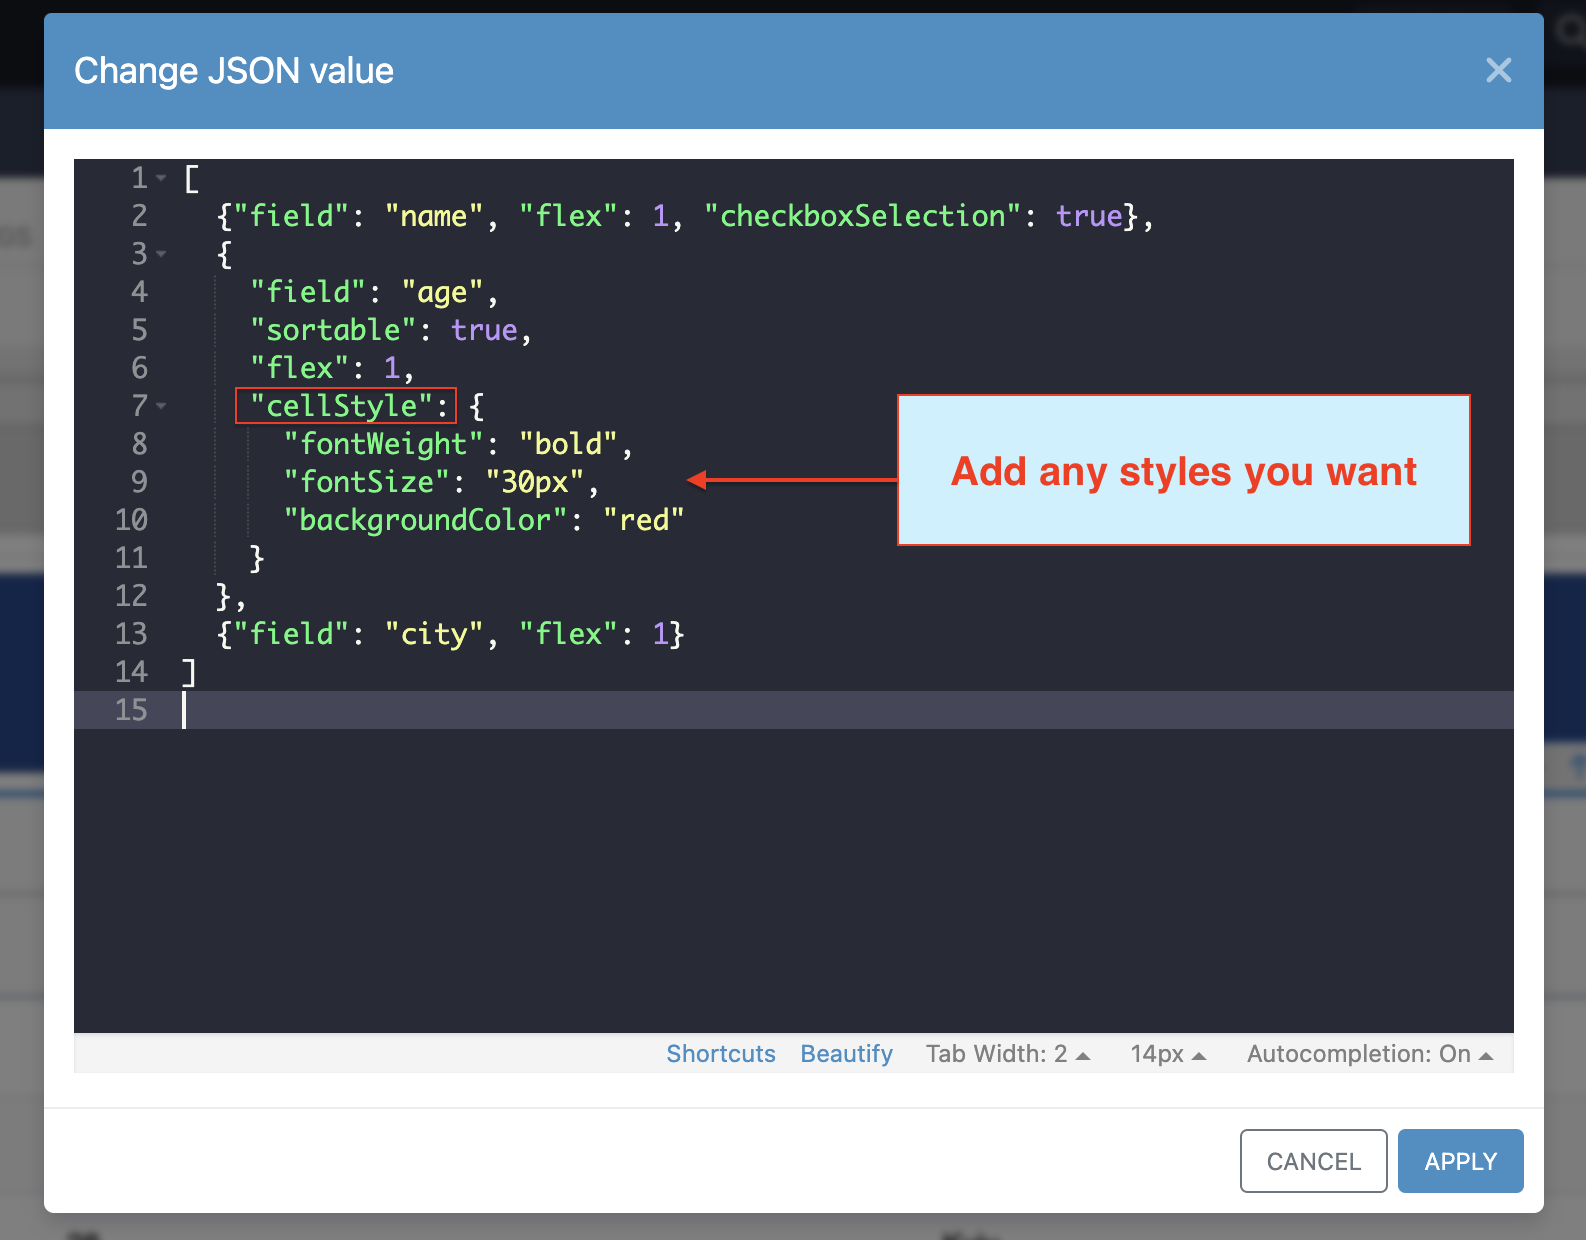 Change JSON value
1 [
2   {"field": "name", "flex": 1, "checkboxSelection": true},
3   {
4     "field": "age",
5     "sortable": true,
6     "flex": 1,
7     "cellStyle": {
8       "fontWeight": "bold",
9       "fontSize": "30px",
10       "backgroundColor": "red"
11     }
12   },
13   {"field": "city", "flex": 1}
14 ]
15
Add any styles you want
Shortcuts Beautify Tab Width: 2 14px Autocompletion: On
CANCEL APPLY